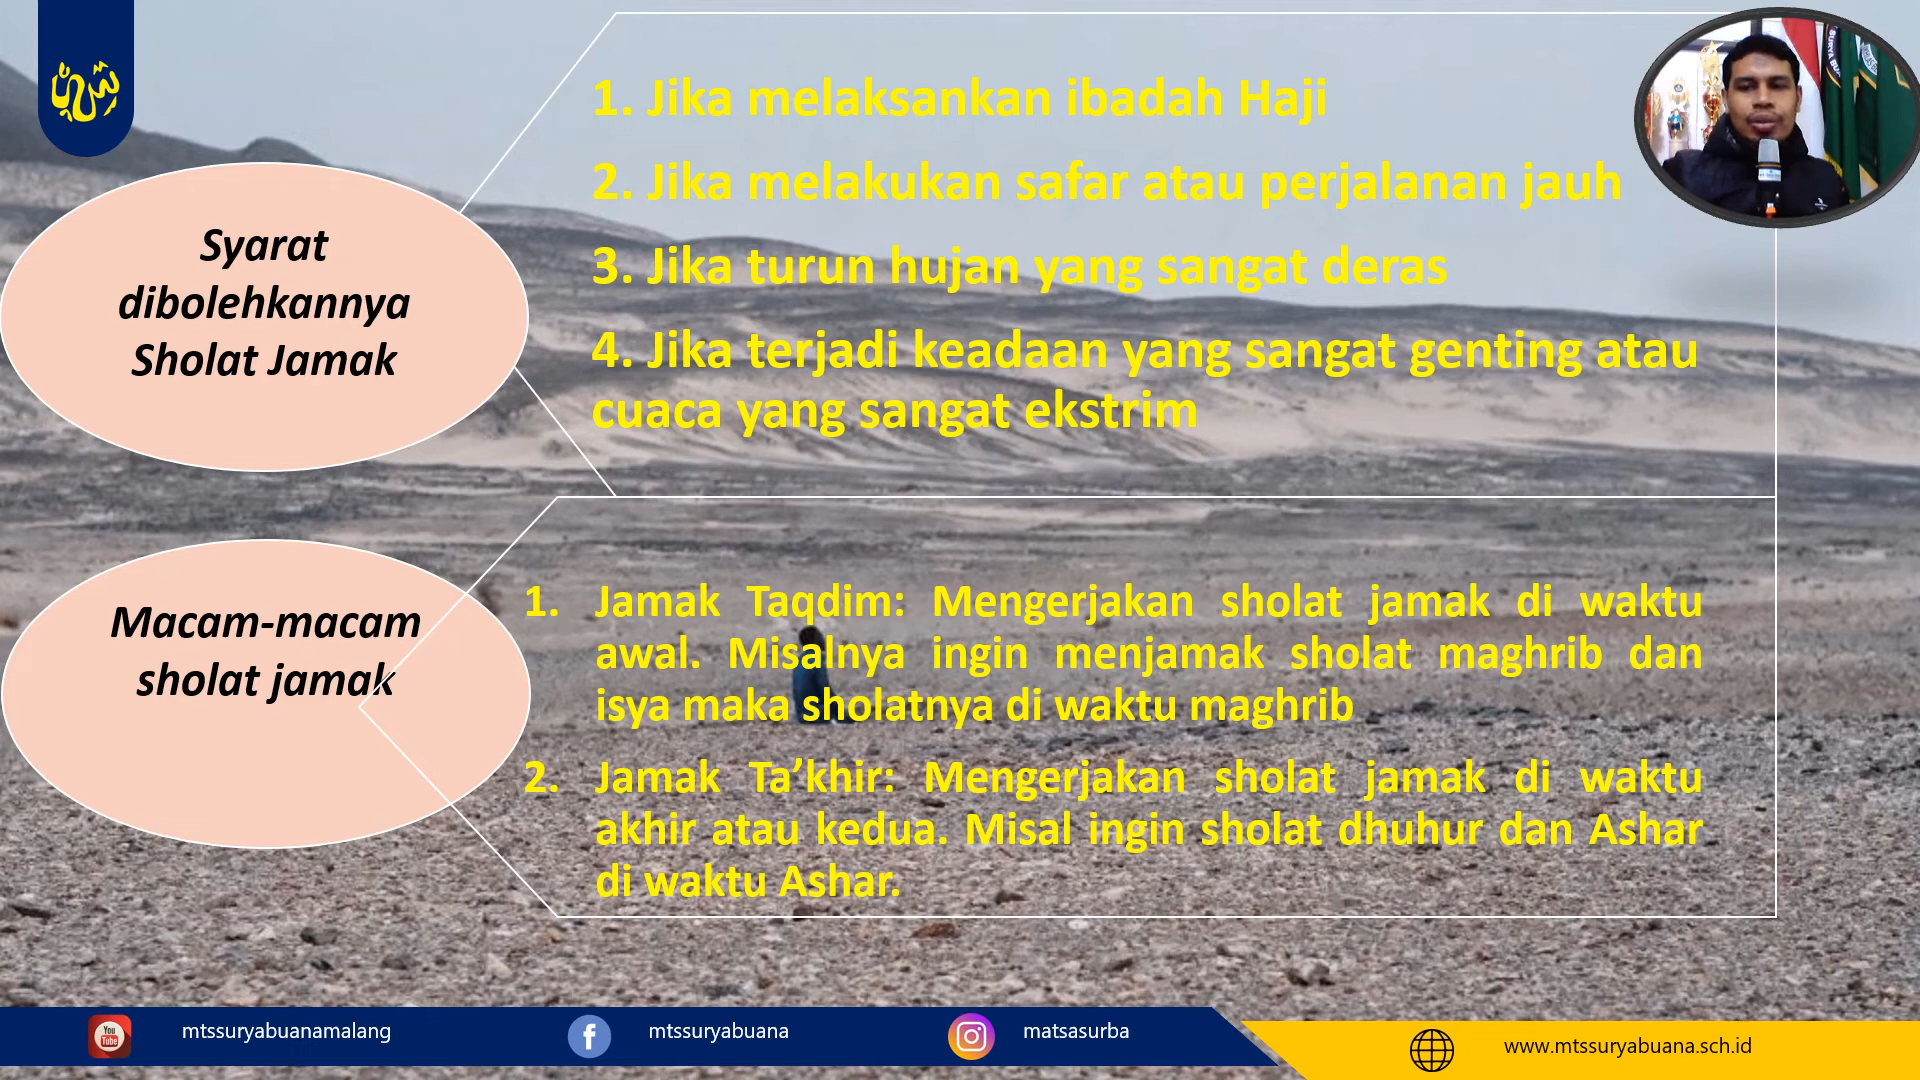 Syarat
dibolehkannya
Sholat Jamak
1. Jika melaksankan ibadah Haji
2. Jika melakukan safar atau perjalanan jauh
3. Jika turun hujan yang sangat deras
4. Jika terjadi keadaan yang sangat genting atau
cuaca yang sangat ekstrim
Macam-macam
sholat jamak
1. Jamak Taqdim: Mengerjakan sholat jamak di waktu
awal. Misalnya ingin menjamak sholat maghrib dan
isya maka sholatnya di waktu maghrib
2. Jamak Ta’khir: Mengerjakan sholat jamak di waktu
akhir atau kedua. Misal ingin sholat dhuhur dan Ashar
di waktu Ashar.
You
Tube
mtssuryabuanamalang
mtssuryabuana
matsasurba
www.mtssuryabuana.sch.id